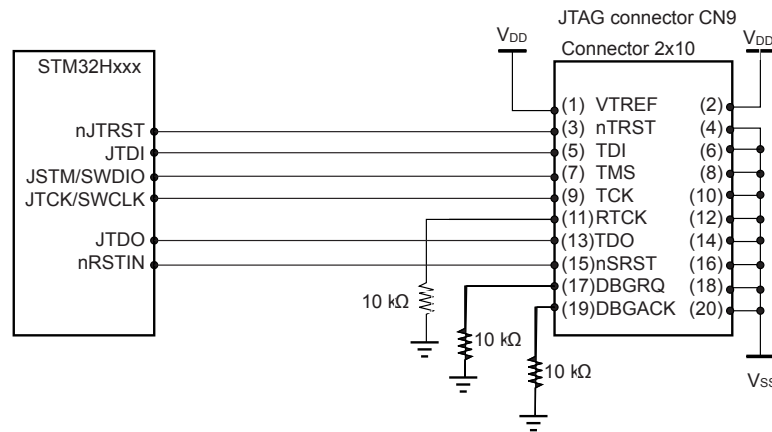 JTAG connector CN9
VDD
VDD
Connector 2x10
STM32Hxxx
(1) VTREF (2)
nJTRST (3) nTRST (4)
JTDI (5) TDI (6)
JSTM/SWDIO (7) TMS (8)
JTCK/SWCLK (9) TCK (10)
(11) RTCK (12)
JTDO (13) TDO (14)
nRSTIN (15) nSRST (16)
(17) DBGRQ (18)
(19) DBGACK (20)
10 kΩ
10 kΩ
10 kΩ
VSS